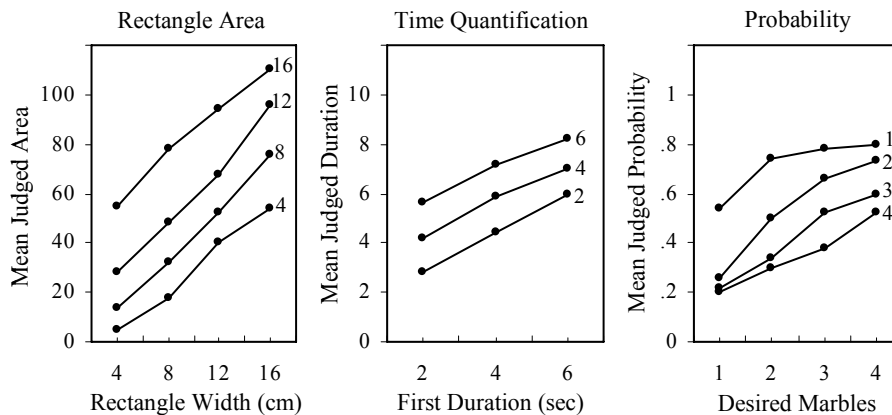 Rectangle Area
Mean Judged Area
100
80
60
40
20
0
16
12
8
4
4 8 12 16
Rectangle Width (cm)
Time Quantification
Mean Judged Duration
10
8
6
4
2
0
6
4
2
2 4 6
First Duration (sec)
Probability
Mean Judged Probability
1
.8
.6
.4
.2
0
1
2
3
4
1 2 3 4
Desired Marbles